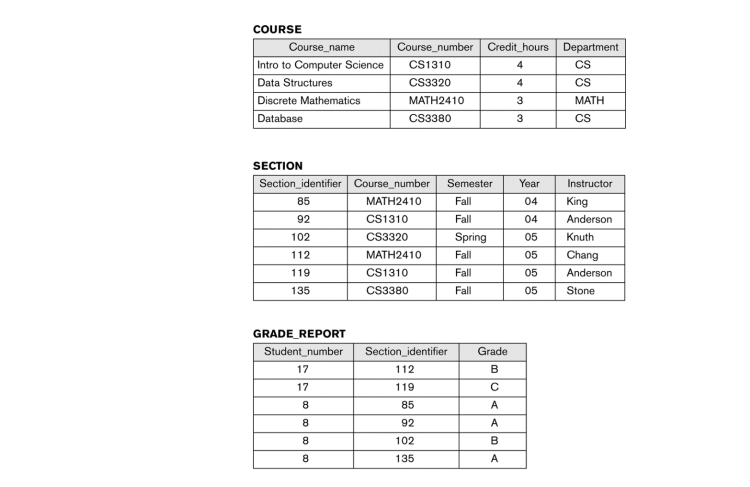 COURSE
Course_name Course_number Credit_hours Department
Intro to Computer Science CS1310 4 CS
Data Structures CS3320 4 CS
Discrete Mathematics MATH2410 3 MATH
Database CS3380 3 CS
SECTION
Section_identifier Course_number Semester Year Instructor
85 MATH2410 Fall 04 King
92 CS1310 Fall 04 Anderson
102 CS3320 Spring 05 Knuth
112 MATH2410 Fall 05 Chang
119 CS1310 Fall 05 Anderson
135 CS3380 Fall 05 Stone
GRADE_REPORT
Student_number Section_identifier Grade
17 112 B
17 119 C
8 85 A
8 92 A
8 102 B
8 135 A